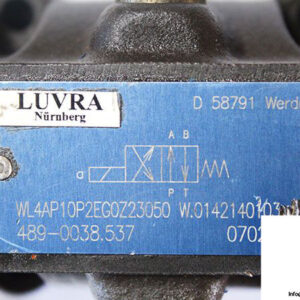 LUVRA
Nürnberg
D 58791 Werd
A B
a
P T
WL4AP10P2EG0Z23050 W.0142140103
489-0038.537
0702